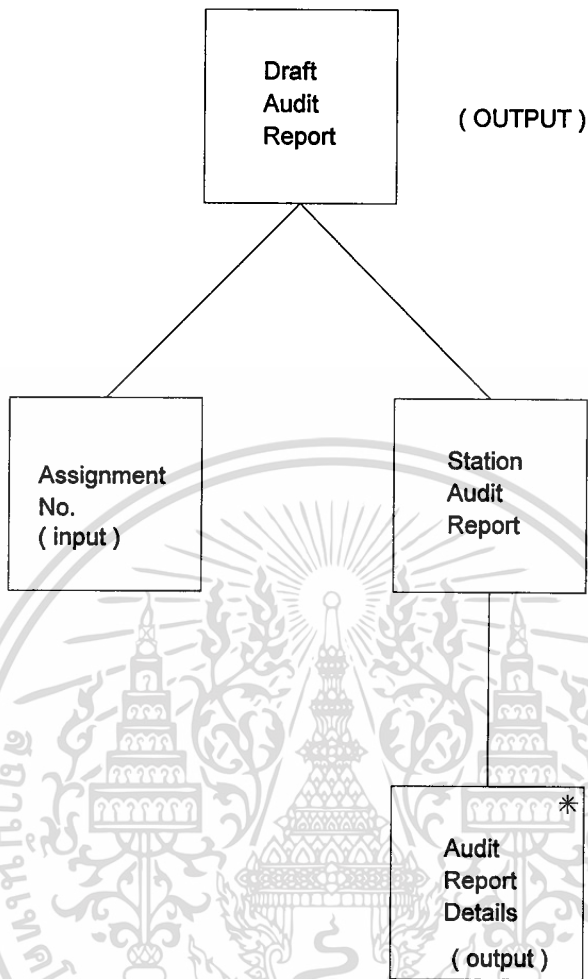 Draft
Audit
Report
( OUTPUT )
Assignment
No.
( input )
Station
Audit
Report
*
Audit
Report
Details
( output )